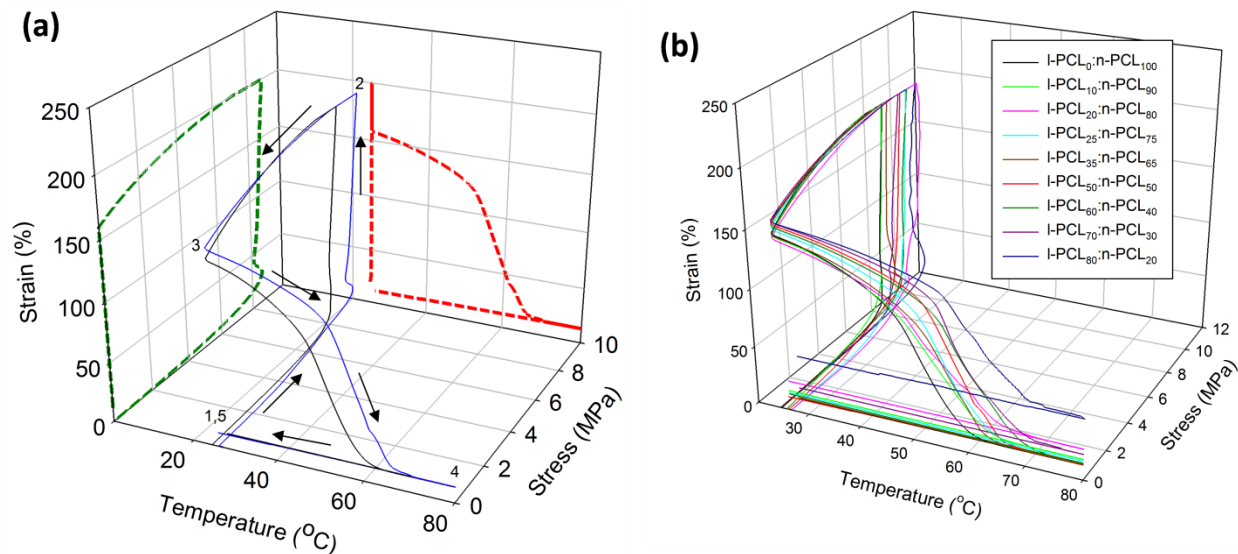 (a)
250
200
150
100
50
0
Strain (%)
20
40
60
80
Temperature (°C)
0
2
4
6
8
10
Stress (MPa)
2
3
1,5
4
(b)
250
200
150
100
50
0
Strain (%)
30
40
50
60
70
80
Temperature (°C)
0
2
4
6
8
10
12
Stress (MPa)
l-PCL₀:n-PCL₁₀₀
l-PCL₁₀:n-PCL₉₀
l-PCL₂₀:n-PCL₈₀
l-PCL₂₅:n-PCL₇₅
l-PCL₃₅:n-PCL₆₅
l-PCL₅₀:n-PCL₅₀
l-PCL₆₀:n-PCL₄₀
l-PCL₇₀:n-PCL₃₀
l-PCL₈₀:n-PCL₂₀